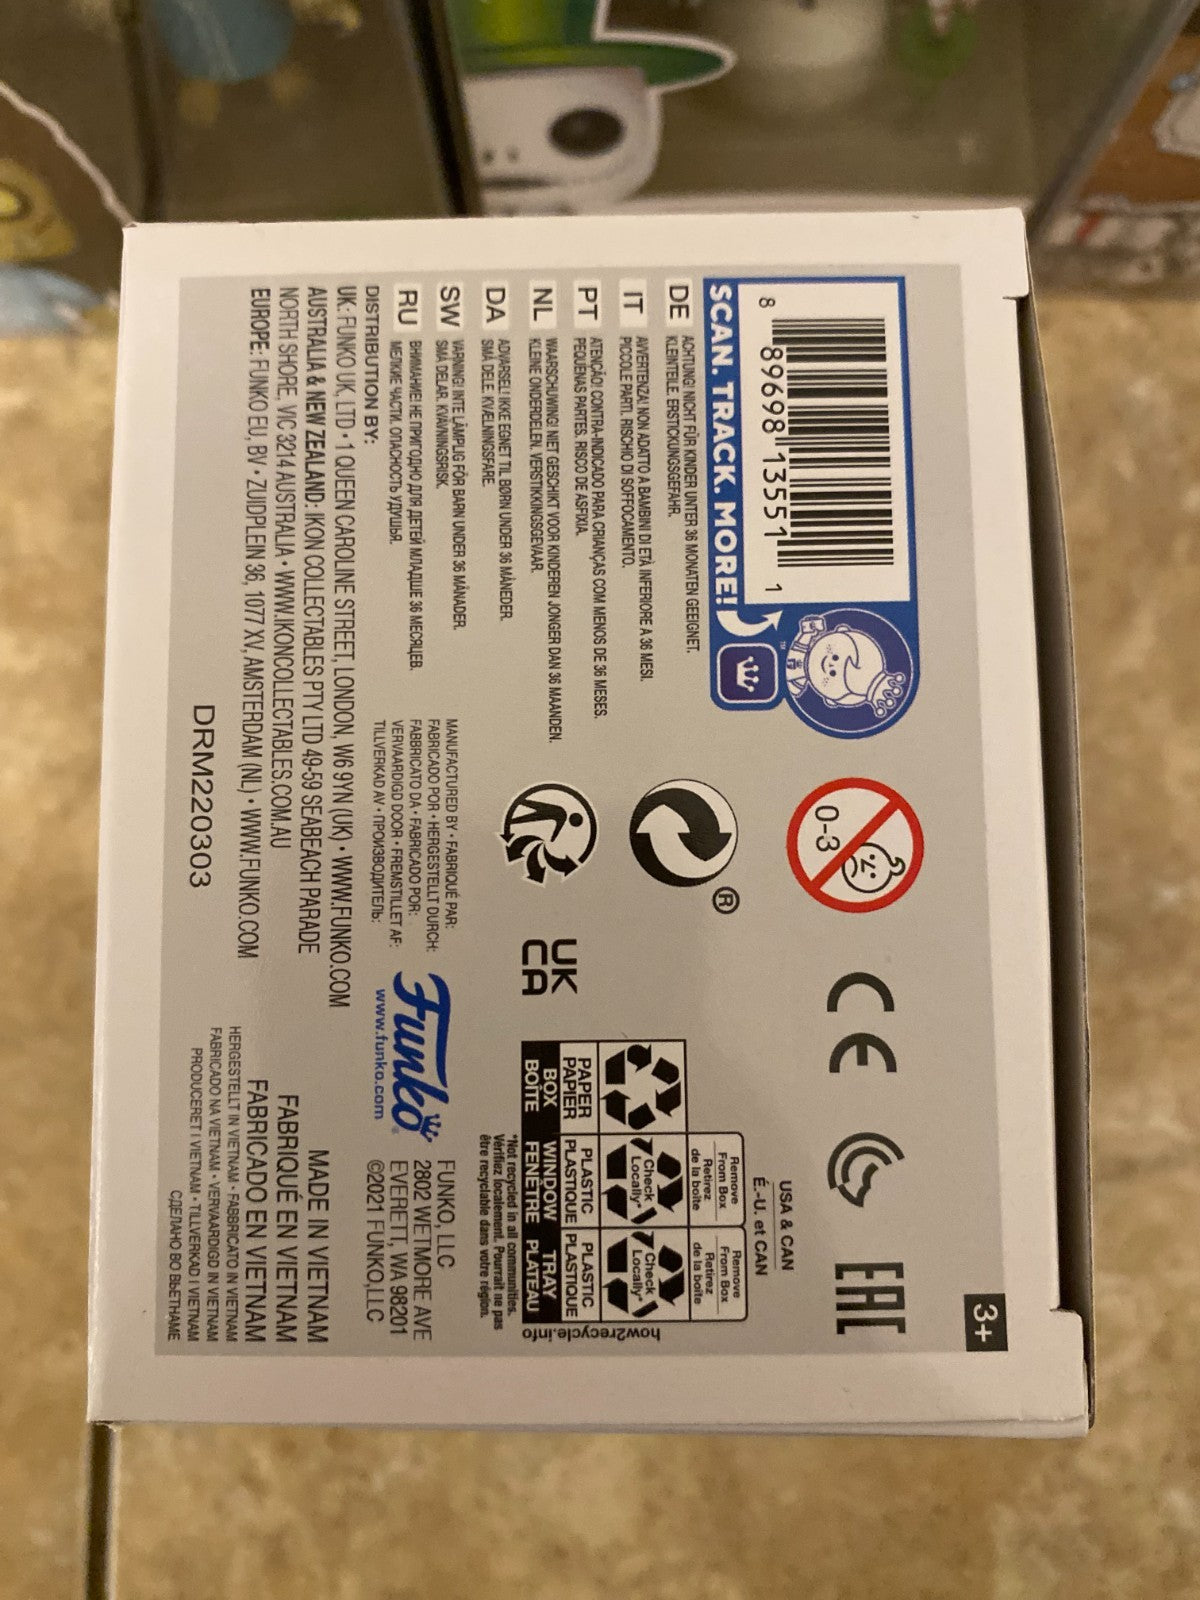 3+
8 89698 13551 1
SCAN. TRACK. MORE!
™
0-3
CE
EAC
DE ACHTUNG! NICHT FÜR KINDER UNTER 36 MONATEN GEEIGNET.
KLEINTEILE. ERSTICKUNGSGEFAHR.
IT AVVERTENZA! NON ADATTO A BAMBINI DI ETÀ INFERIORE A 36 MESI.
PICCOLE PARTI. RISCHIO DI SOFFOCAMENTO.
PT ATENÇÃO! CONTRA-INDICADO PARA CRIANÇAS COM MENOS DE 36 MESES.
PEQUENAS PARTES. RISCO DE ASFIXIA.
NL WAARSCHUWING! NIET GESCHIKT VOOR KINDEREN JONGER DAN 36 MAANDEN.
KLEINE ONDERDELEN. VERSTIKKINGSGEVAAR.
DA ADVARSEL! IKKE EGNET TIL BØRN UNDER 36 MÅNEDER.
SMÅ DELE. KVÆLNINGSFARE.
SW VARNING! INTE LÄMPLIG FÖR BARN UNDER 36 MÅNADER.
SMÅ DELAR. KVÄVNINGSRISK.
RU ВНИМАНИЕ! НЕ ПРИГОДНО ДЛЯ ДЕТЕЙ МЛАДШЕ 36 МЕСЯЦЕВ.
МЕЛКИЕ ЧАСТИ. ОПАСНОСТЬ УДУШЬЯ.
®
UK
CA
USA & CAN
É.-U. et CAN
Remove
From Box
Retirez
de la boîte
Remove
From Box
Retirez
de la boîte
Check
Locally*
Check
Locally*
PAPER
PAPIER
PLASTIC
PLASTIQUE
PLASTIC
PLASTIQUE
BOX
BOÎTE
WINDOW
FENÊTRE
TRAY
PLATEAU
how2recycle.info
*Not recycled in all communities.
Vérifiez localement. Pourrait ne pas
être recyclable dans votre région.
MANUFACTURED BY • FABRIQUÉ PAR:
FABRICADO POR • HERGESTELLT DURCH:
FABBRICATO DA • FABRICADO POR:
VERVAARDIGD DOOR • FREMSTILLET AF:
TILLVERKAD AV • ПРОИЗВОДИТЕЛЬ:
Funko®
www.funko.com
FUNKO, LLC
2802 WETMORE AVE
EVERETT, WA 98201
©2021 FUNKO,LLC
DISTRIBUTION BY:
UK: FUNKO UK, LTD • 1 QUEEN CAROLINE STREET, LONDON, W6 9YN (UK) • WWW.FUNKO.COM
AUSTRALIA & NEW ZEALAND: IKON COLLECTABLES PTY LTD 49-59 SEABEACH PARADE
NORTH SHORE, VIC 3214 AUSTRALIA • WWW.IKONCOLLECTABLES.COM.AU
EUROPE: FUNKO EU, BV • ZUIDPLEIN 36, 1077 XV, AMSTERDAM (NL) • WWW.FUNKO.COM
DRM220303
MADE IN VIETNAM
FABRIQUÉ EN VIETNAM
FABRICADO EN VIETNAM
HERGESTELLT IN VIETNAM • FABBRICATO IN VIETNAM
FABRICADO NA VIETNAM • VERVAARDIGD IN VIETNAM
PRODUCERET I VIETNAM • TILLVERKAD I VIETNAM
СДЕЛАНО ВО ВЬЕТНАМЕ